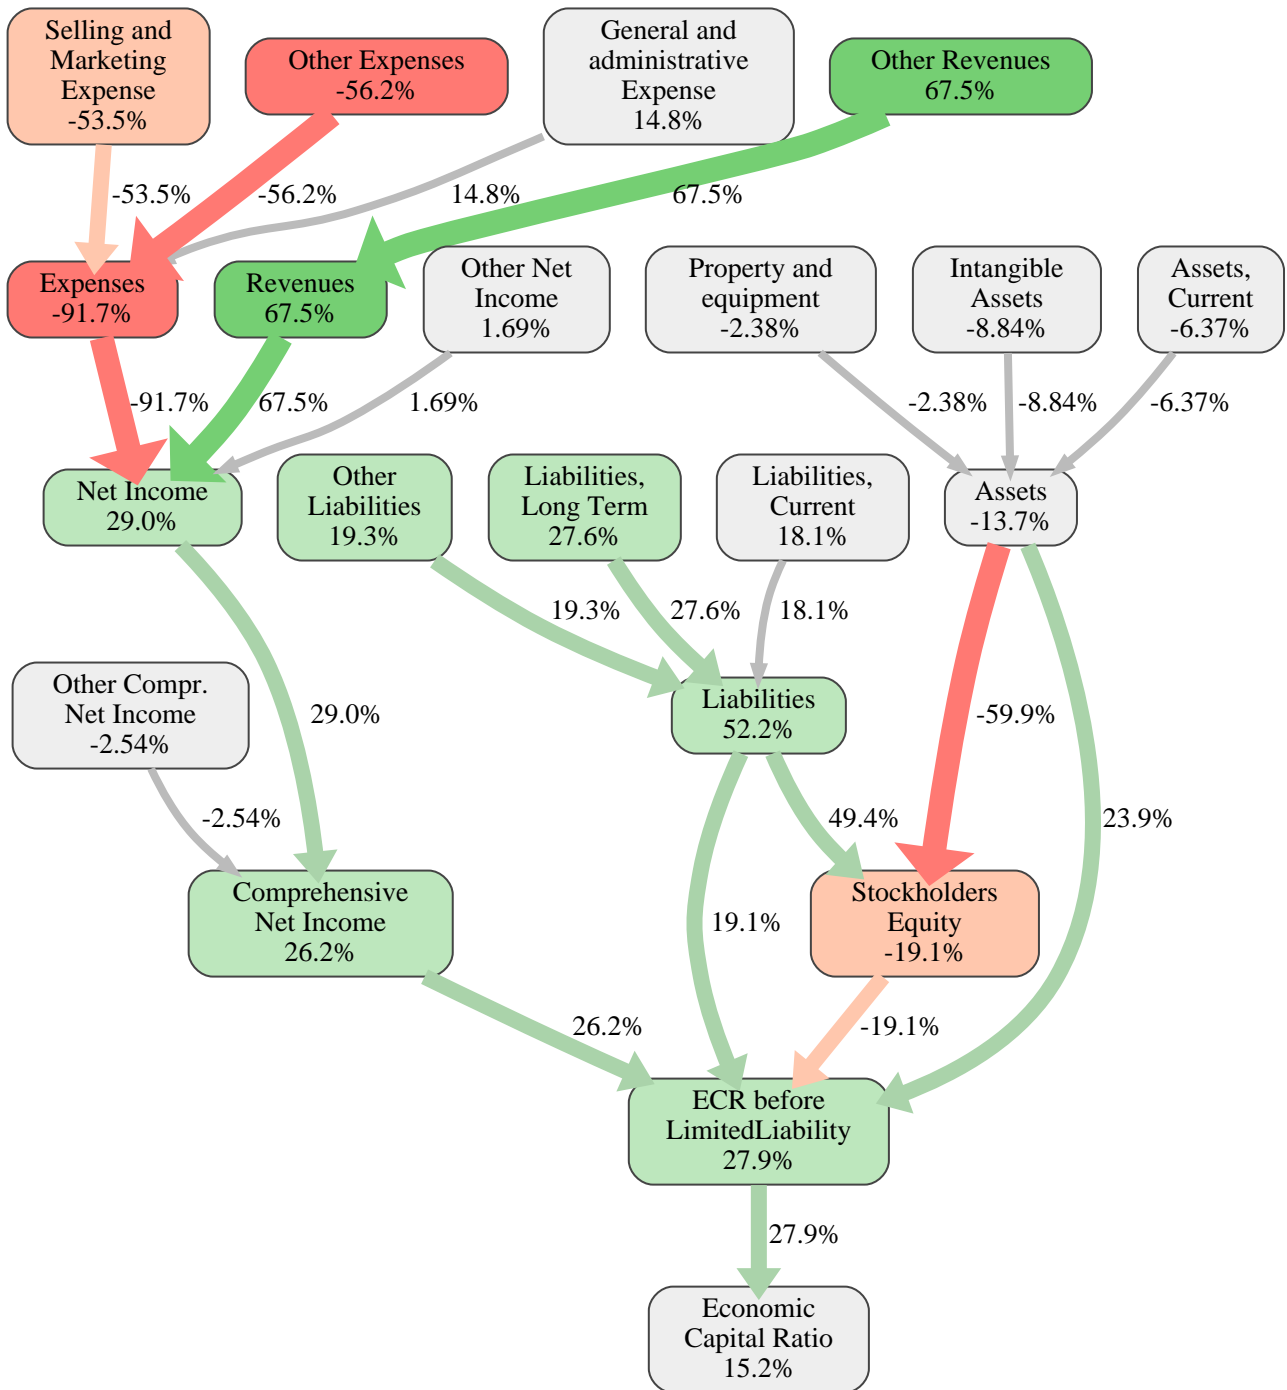 Selling and
Marketing
Expense
-53.5%
Other Expenses
-56.2%
General and
administrative
Expense
14.8%
Other Revenues
67.5%
-53.5%
-56.2%
14.8%
67.5%
Expenses
-91.7%
Revenues
67.5%
Other Net
Income
1.69%
Property and
equipment
-2.38%
Intangible
Assets
-8.84%
Assets,
Current
-6.37%
-91.7%
67.5%
1.69%
-2.38%
-8.84%
-6.37%
Net Income
29.0%
Other
Liabilities
19.3%
Liabilities,
Long Term
27.6%
Liabilities,
Current
18.1%
Assets
-13.7%
19.3%
27.6%
18.1%
Other Compr.
Net Income
-2.54%
29.0%
Liabilities
52.2%
-59.9%
-2.54%
49.4%
23.9%
Comprehensive
Net Income
26.2%
19.1%
Stockholders
Equity
-19.1%
26.2%
-19.1%
ECR before
LimitedLiability
27.9%
27.9%
Economic
Capital Ratio
15.2%